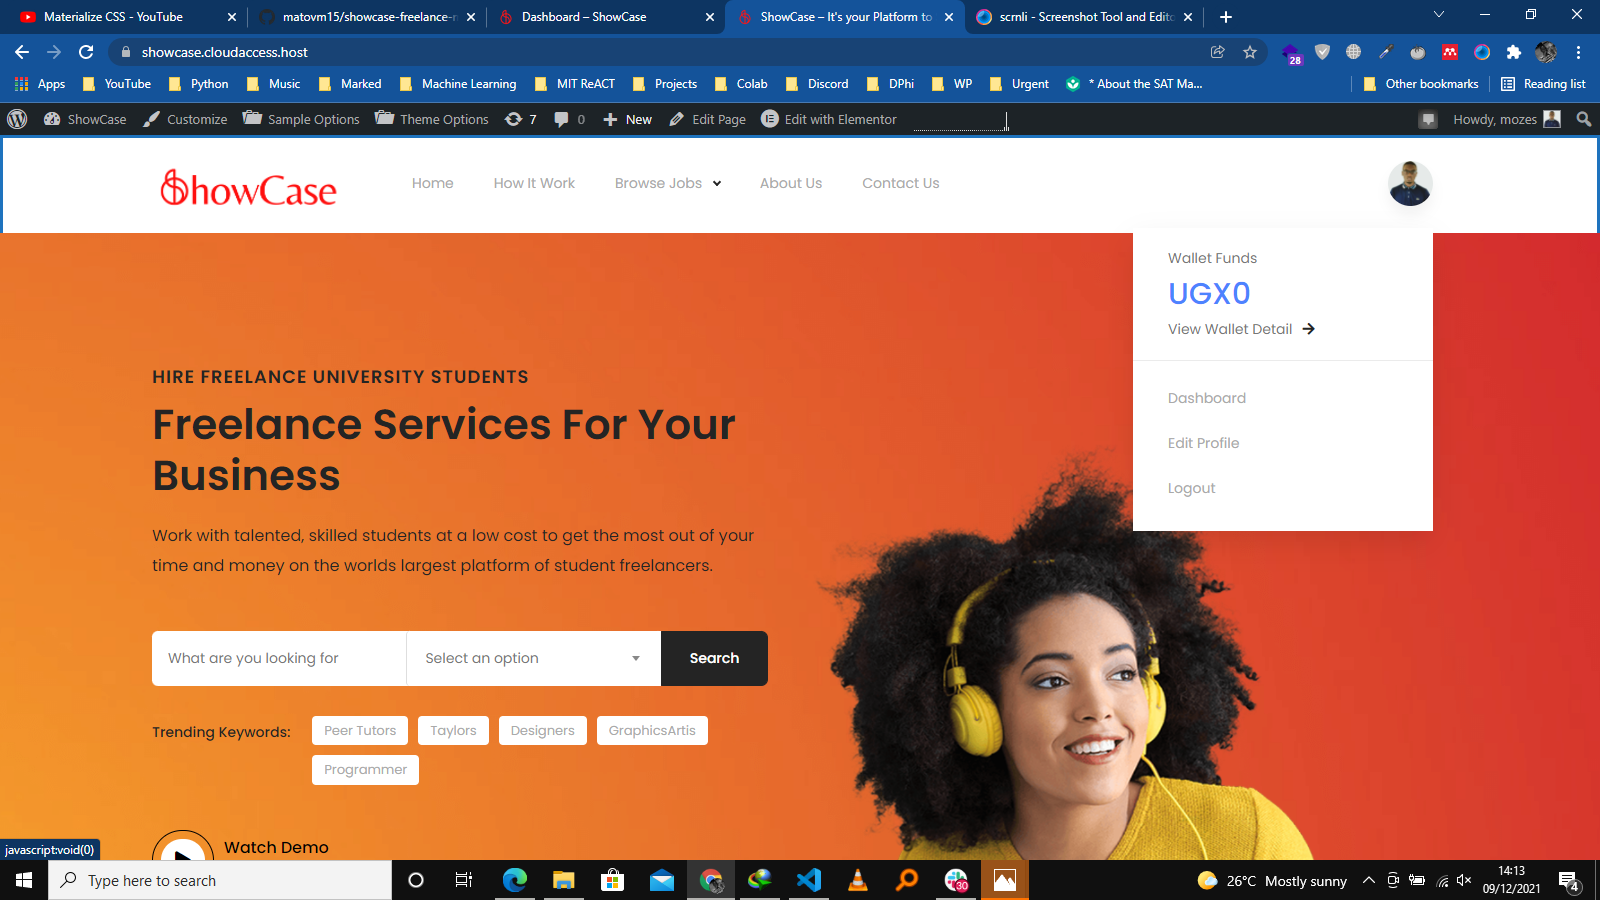 Materialize CSS - YouTube
matovm15/showcase-freelance-
Dashboard – ShowCase
ShowCase – It's your Platform to
scrnli - Screenshot Tool and Edit
showcase.cloudaccess.host
28
Apps
YouTube
Python
Music
Marked
Machine Learning
MIT ReACT
Projects
Colab
Discord
DPhi
WP
Urgent
* About the SAT Ma...
Other bookmarks
Reading list
ShowCase
Customize
Sample Options
Theme Options
7
0
New
Edit Page
Edit with Elementor
Howdy, mozes
ShowCase
Home
How It Work
Browse Jobs
About Us
Contact Us
Wallet Funds
UGX0
View Wallet Detail
Dashboard
Edit Profile
Logout
HIRE FREELANCE UNIVERSITY STUDENTS
Freelance Services For Your
Business
Work with talented, skilled students at a low cost to get the most out of your
time and money on the worlds largest platform of student freelancers.
What are you looking for
Select an option
Search
Trending Keywords:
Peer Tutors
Taylors
Designers
GraphicsArtis
Programmer
Watch Demo
javascript:void(0)
Type here to search
30
26°C Mostly sunny
14:13
09/12/2021
4